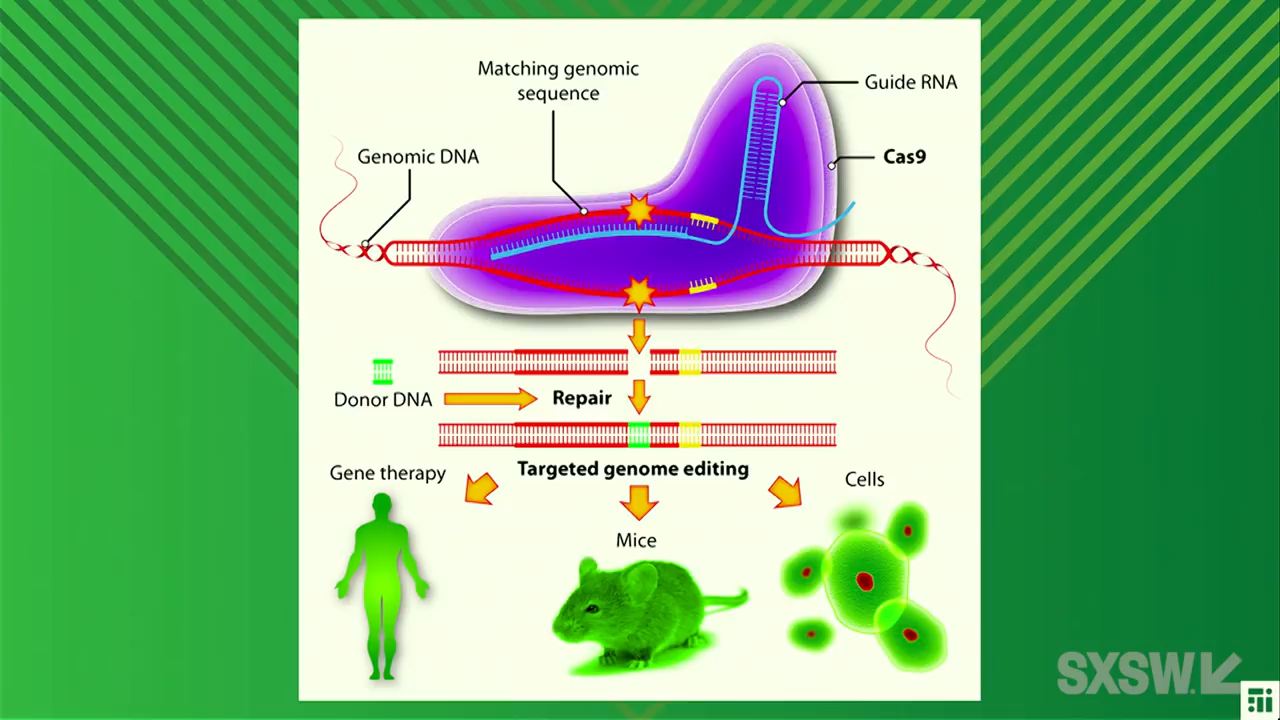 Matching genomic
sequence
Guide RNA
Genomic DNA
Cas9
Donor DNA
Repair
Targeted genome editing
Gene therapy
Cells
Mice
SXSW.